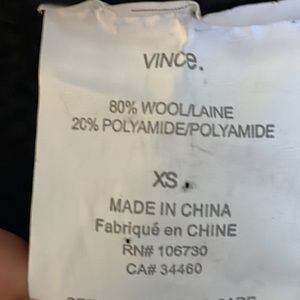 VINCE.
80% WOOL/LAINE
20% POLYAMIDE/POLYAMIDE
XS
MADE IN CHINA
Fabriqué en CHINE
RN# 106730
CA# 34460